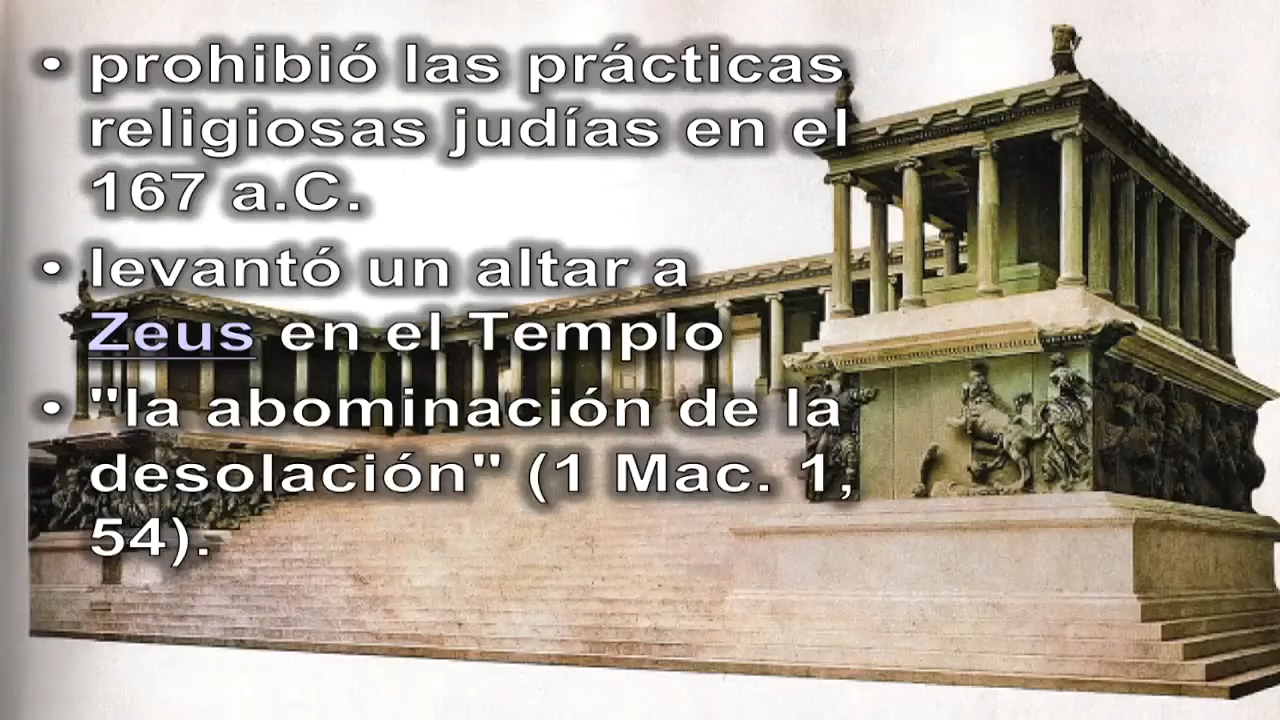 • prohibió las prácticas
religiosas judías en el
167 a.C.
• levantó un altar a
Zeus en el Templo
• "la abominación de la
desolación" (1 Mac. 1,
54).